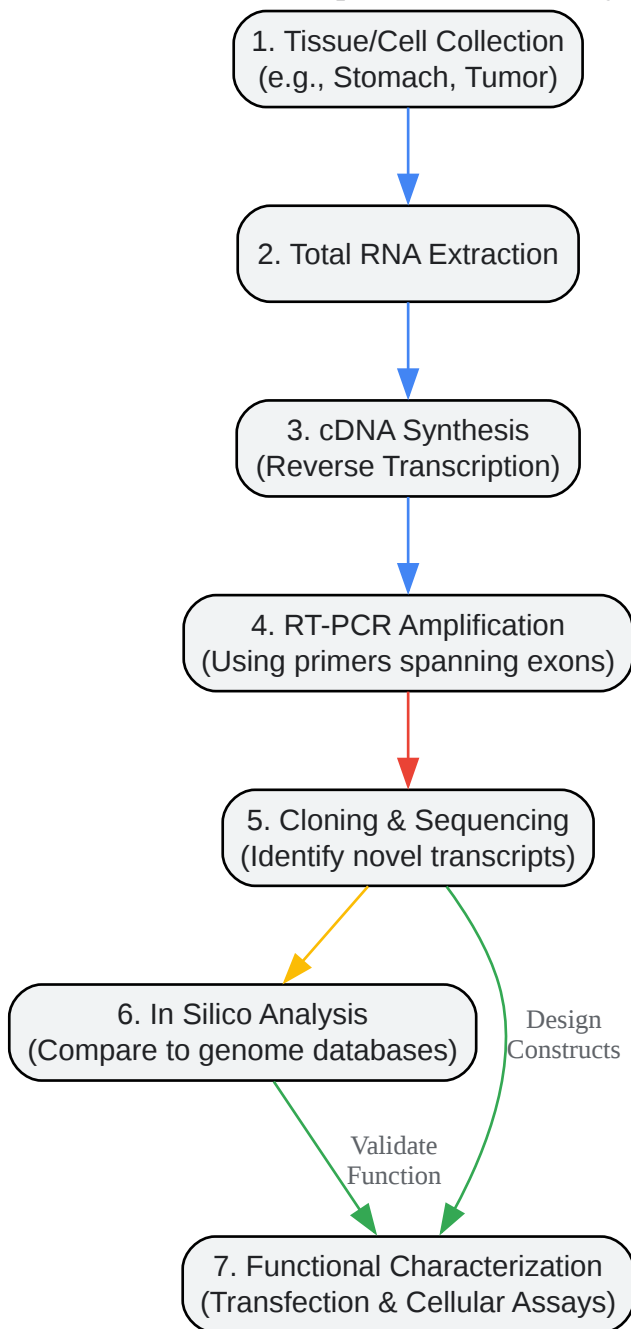 1. Tissue/Cell Collection
(e.g., Stomach, Tumor)
2. Total RNA Extraction
3. cDNA Synthesis
(Reverse Transcription)
4. RT-PCR Amplification
(Using primers spanning exons)
5. Cloning & Sequencing
(Identify novel transcripts)
6. In Silico Analysis
(Compare to genome databases)
Design
Constructs
Validate
Function
7. Functional Characterization
(Transfection & Cellular Assays)